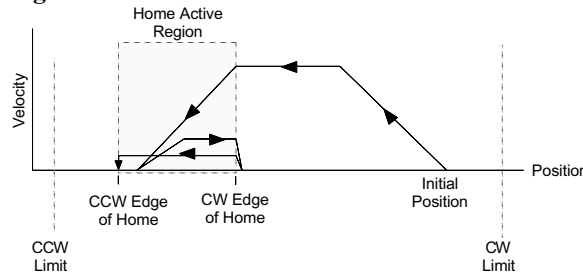 Home Active
Region
Velocity
Position
CCW Edge
of Home
CW Edge
of Home
Initial
Position
CCW
Limit
CW
Limit